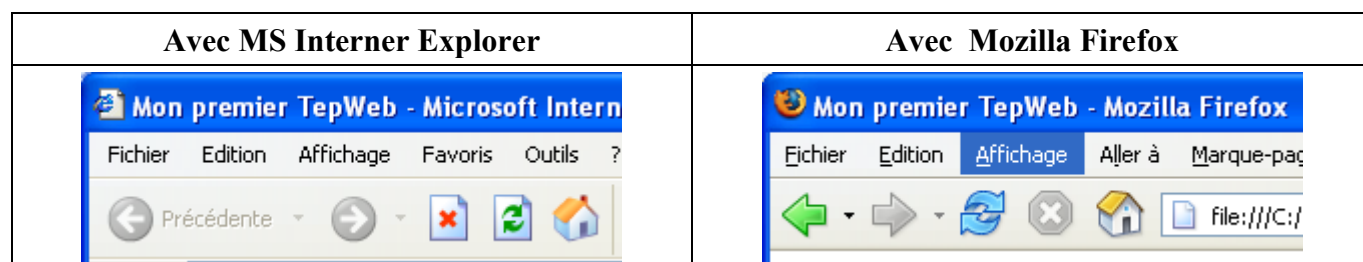 Avec MS Interner Explorer
Avec Mozilla Firefox
Mon premier TepWeb - Microsoft Intern
Fichier Edition Affichage Favoris Outils ?
Précédente
Mon premier TepWeb - Mozilla Firefox
Fichier Edition Affichage Aller à Marque-pag
file:///C:/